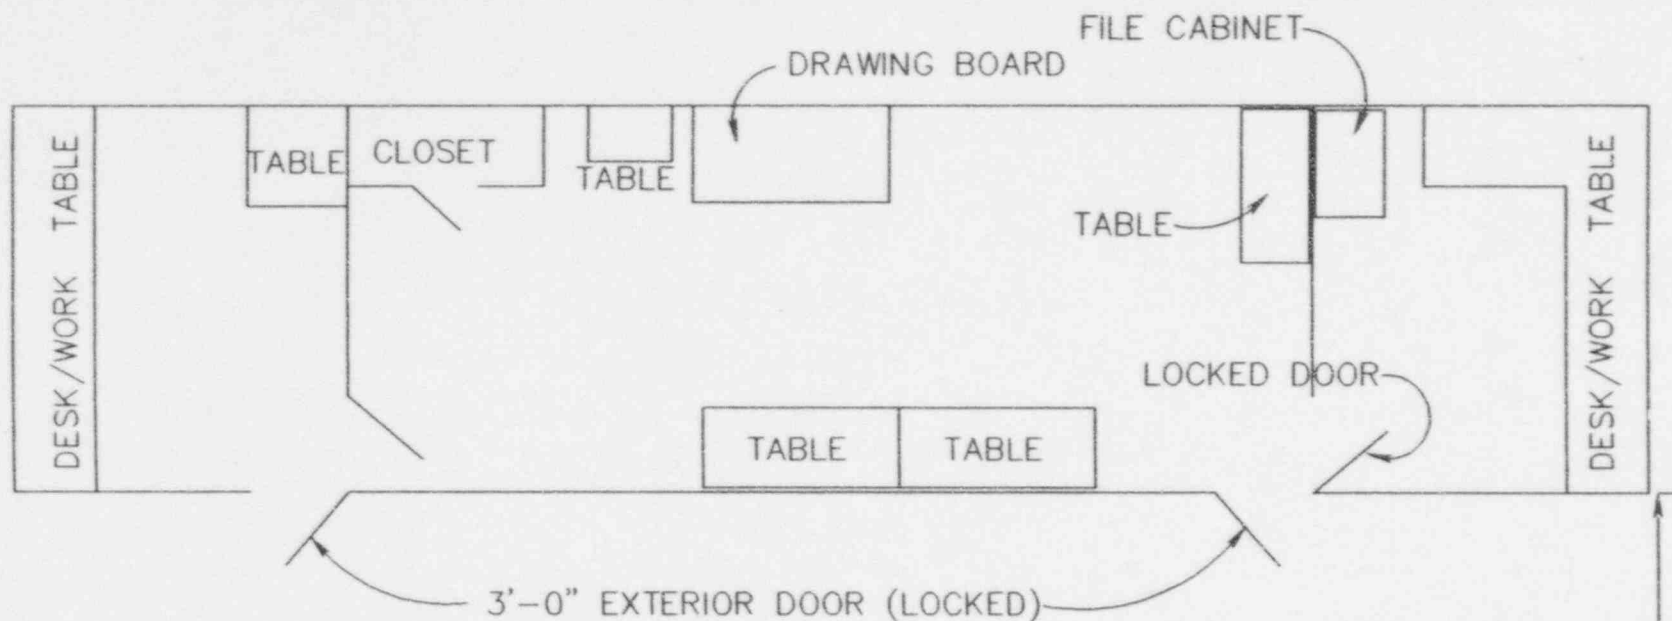 FILE CABINET
DRAWING BOARD
DESK/WORK TABLE
TABLE
CLOSET
TABLE
TABLE
DESK/WORK TABLE
LOCKED DOOR
TABLE
TABLE
3'-0" EXTERIOR DOOR (LOCKED)